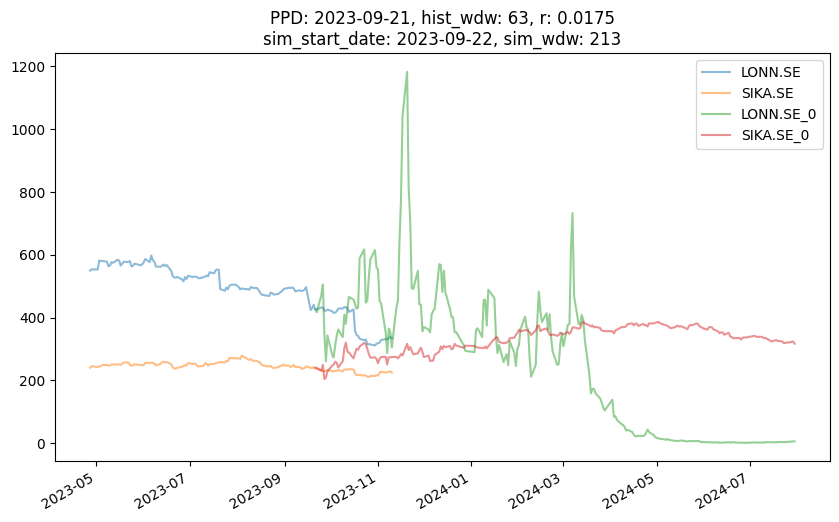 PPD: 2023-09-21, hist_wdw: 63, r: 0.0175
sim_start_date: 2023-09-22, sim_wdw: 213
LONN.SE
SIKA.SE
LONN.SE_0
SIKA.SE_0
1200
1000
800
600
400
200
0
2023-05
2023-07
2023-09
2023-11
2024-01
2024-03
2024-05
2024-07